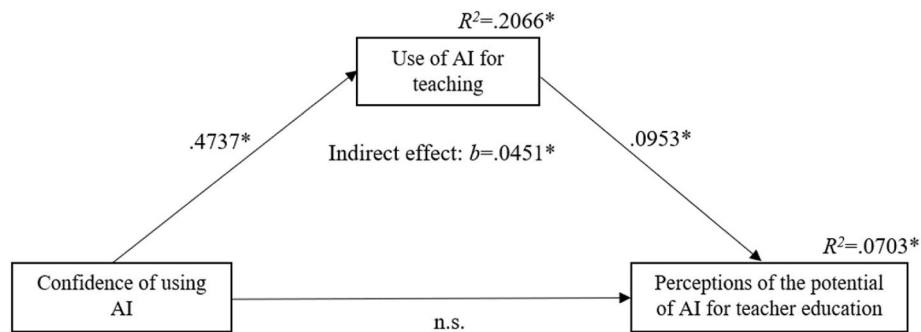 R²=.2066*
Use of AI for
teaching
.4737*
Indirect effect: b=.0451*
.0953*
R²=.0703*
Confidence of using
AI
Perceptions of the potential
of AI for teacher education
n.s.